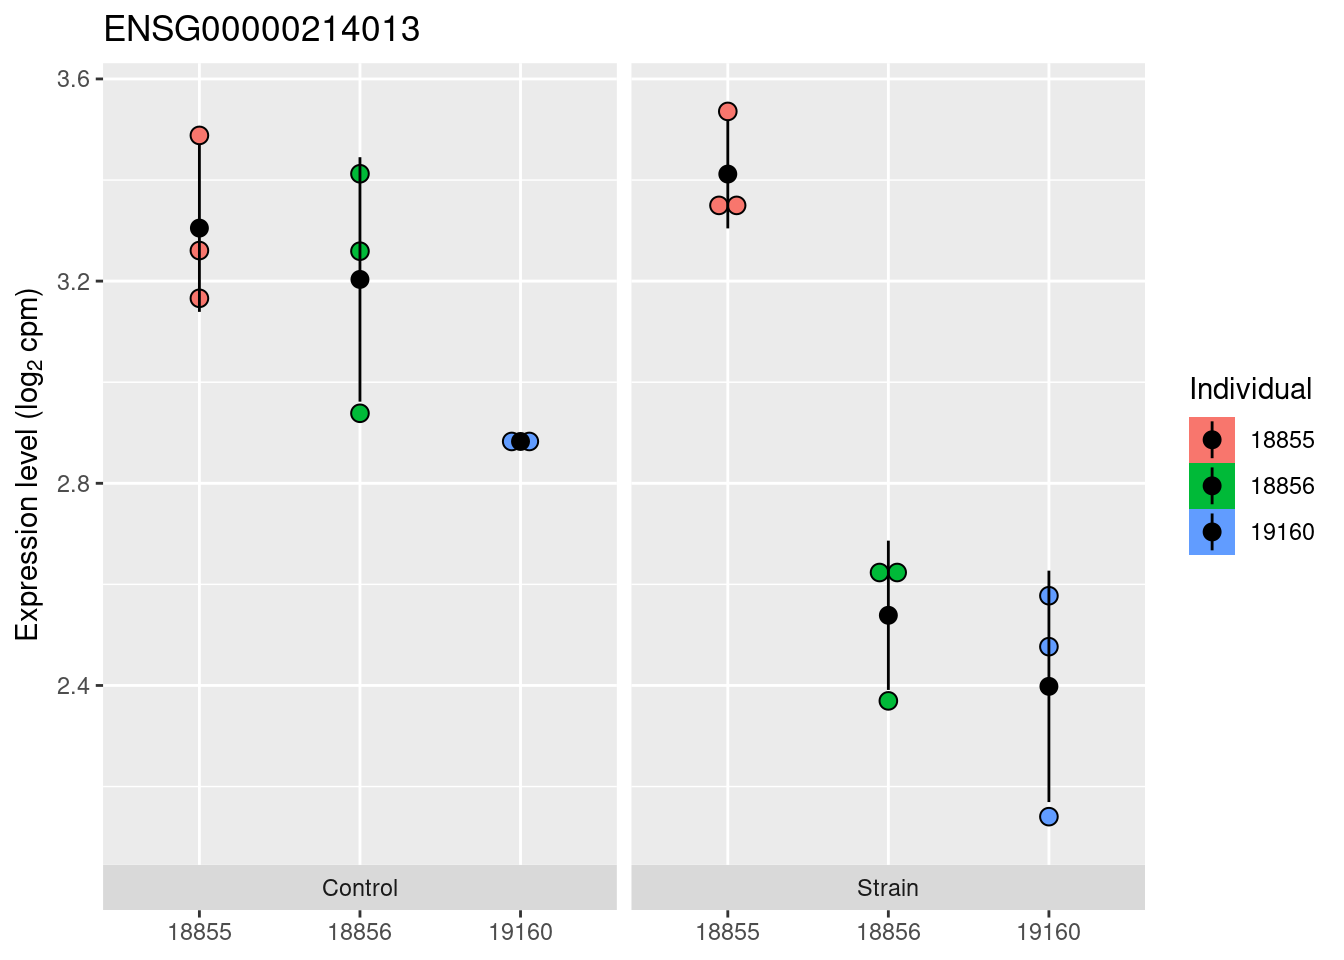 ENSG00000214013
Expression level (log₂ cpm)
3.6
3.2
2.8
2.4
Control
Strain
18855
18856
19160
18855
18856
19160
Individual
18855
18856
19160